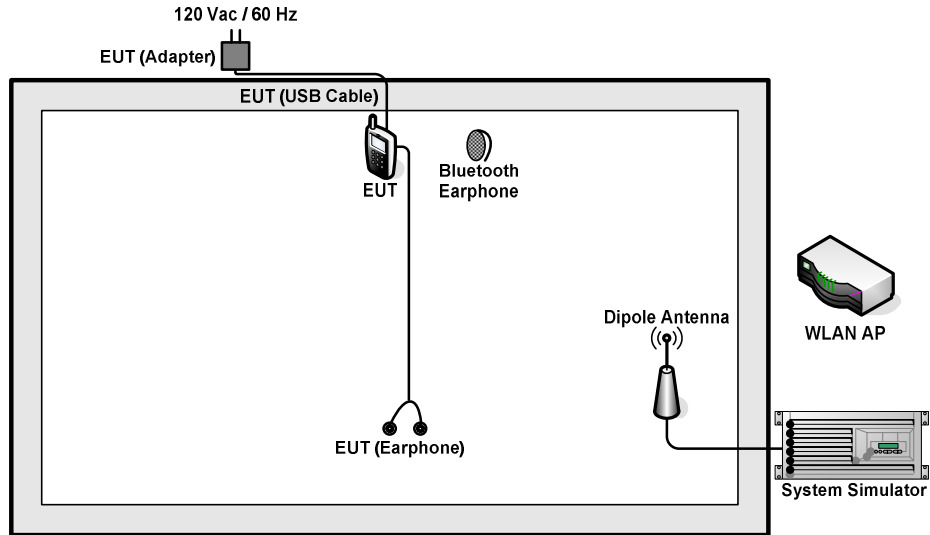 120 Vac / 60 Hz
EUT (Adapter)
EUT (USB Cable)
EUT
Bluetooth
Earphone
Dipole Antenna
WLAN AP
EUT (Earphone)
System Simulator